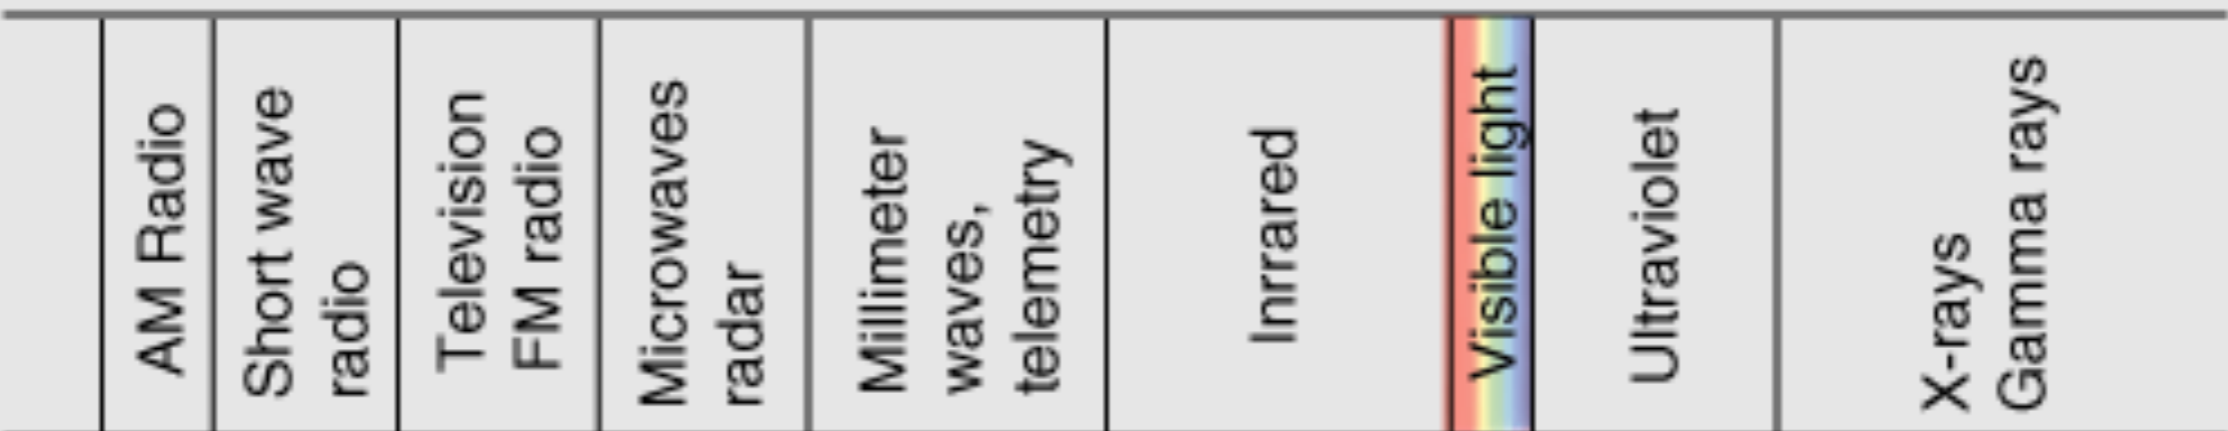 AM Radio
Short wave
radio
Television
FM radio
Microwaves
radar
Millimeter
waves,
telemetry
Inrrared
Visible light
Ultraviolet
X-rays
Gamma rays